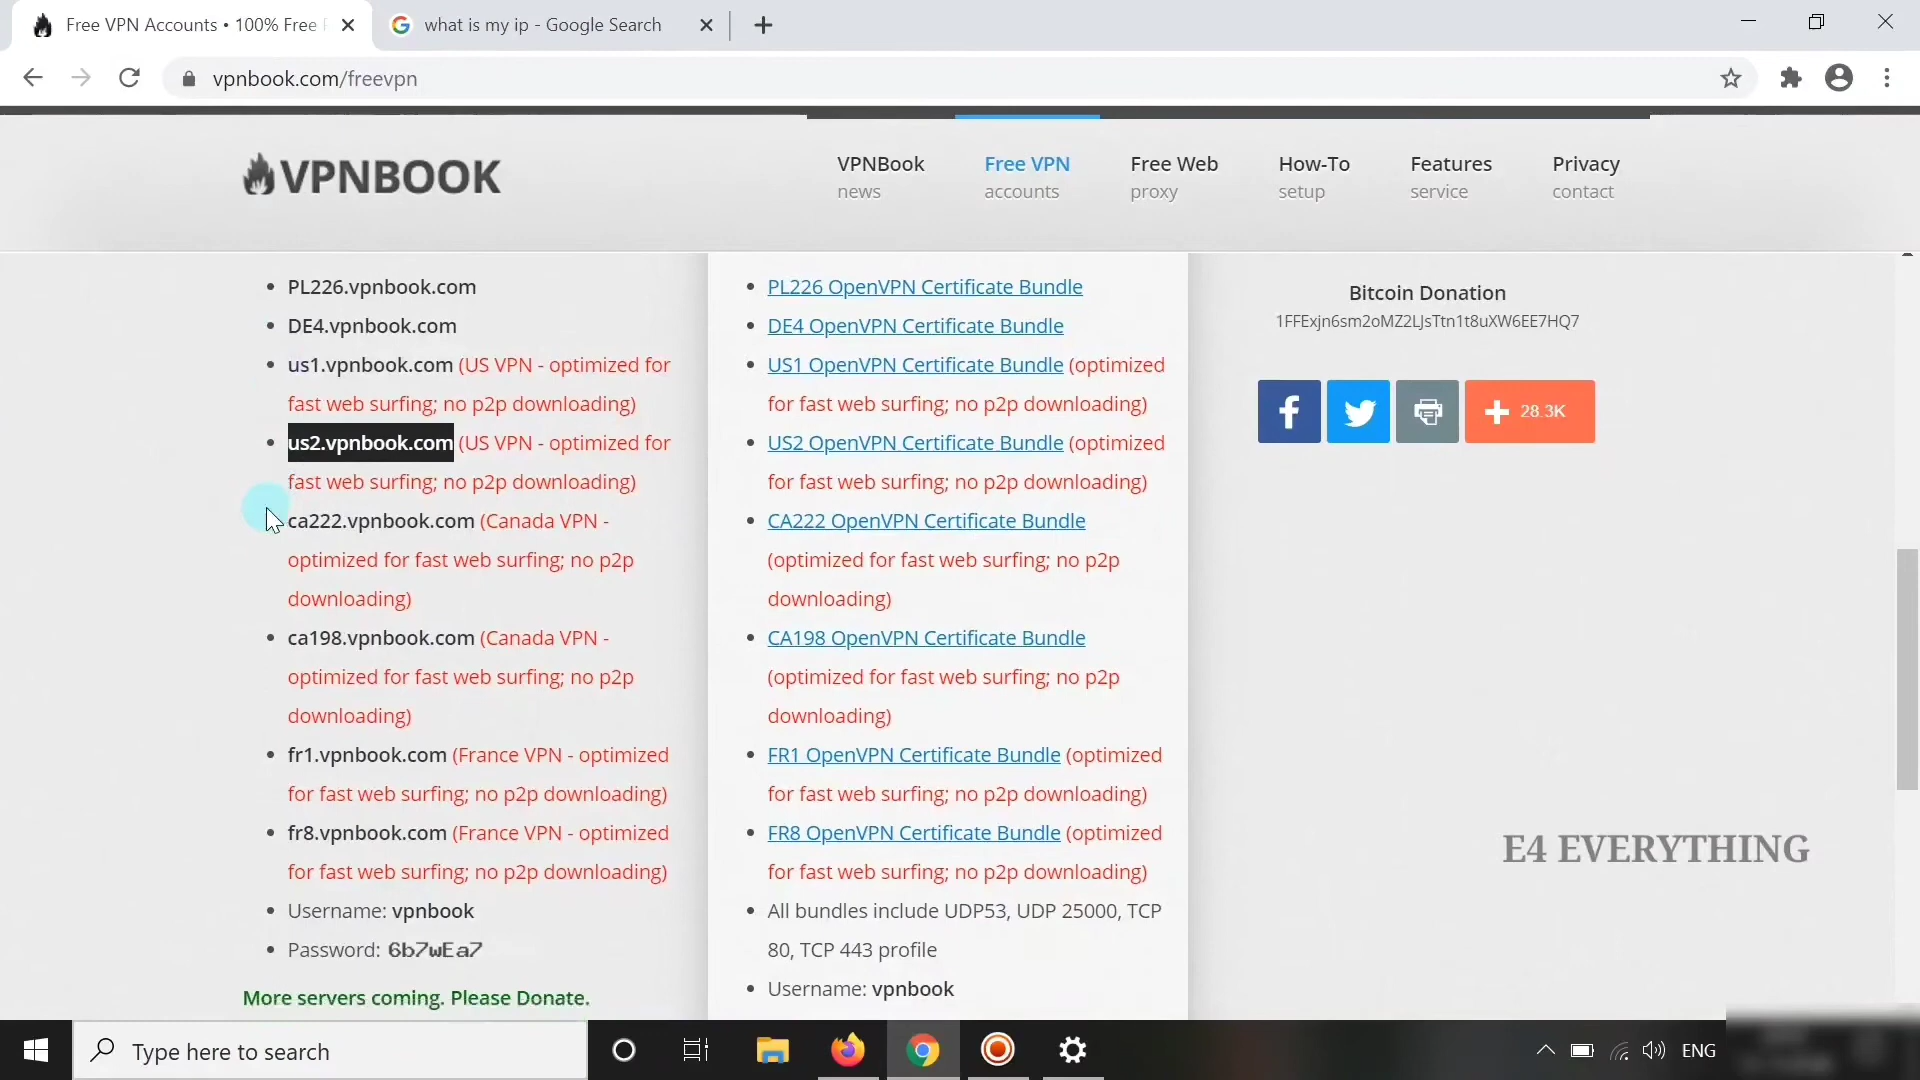 Free VPN Accounts • 100% Free
what is my ip - Google Search
vpnbook.com/freevpn
VPNBOOK
VPNBook
news
Free VPN
accounts
Free Web
proxy
How-To
setup
Features
service
Privacy
contact
PL226.vpnbook.com
DE4.vpnbook.com
us1.vpnbook.com (US VPN - optimized for
fast web surfing; no p2p downloading)
us2.vpnbook.com (US VPN - optimized for
fast web surfing; no p2p downloading)
ca222.vpnbook.com (Canada VPN -
optimized for fast web surfing; no p2p
downloading)
ca198.vpnbook.com (Canada VPN -
optimized for fast web surfing; no p2p
downloading)
fr1.vpnbook.com (France VPN - optimized
for fast web surfing; no p2p downloading)
fr8.vpnbook.com (France VPN - optimized
for fast web surfing; no p2p downloading)
Username: vpnbook
Password: 6b7wEa7
More servers coming. Please Donate.
PL226 OpenVPN Certificate Bundle
DE4 OpenVPN Certificate Bundle
US1 OpenVPN Certificate Bundle (optimized
for fast web surfing; no p2p downloading)
US2 OpenVPN Certificate Bundle (optimized
for fast web surfing; no p2p downloading)
CA222 OpenVPN Certificate Bundle
(optimized for fast web surfing; no p2p
downloading)
CA198 OpenVPN Certificate Bundle
(optimized for fast web surfing; no p2p
downloading)
FR1 OpenVPN Certificate Bundle (optimized
for fast web surfing; no p2p downloading)
FR8 OpenVPN Certificate Bundle (optimized
for fast web surfing; no p2p downloading)
All bundles include UDP53, UDP 25000, TCP
80, TCP 443 profile
Username: vpnbook
Bitcoin Donation
1FFExjn6sm2oMZ2LJsTtn1t8uXW6EE7HQ7
28.3K
E4 EVERYTHING
Type here to search
ENG